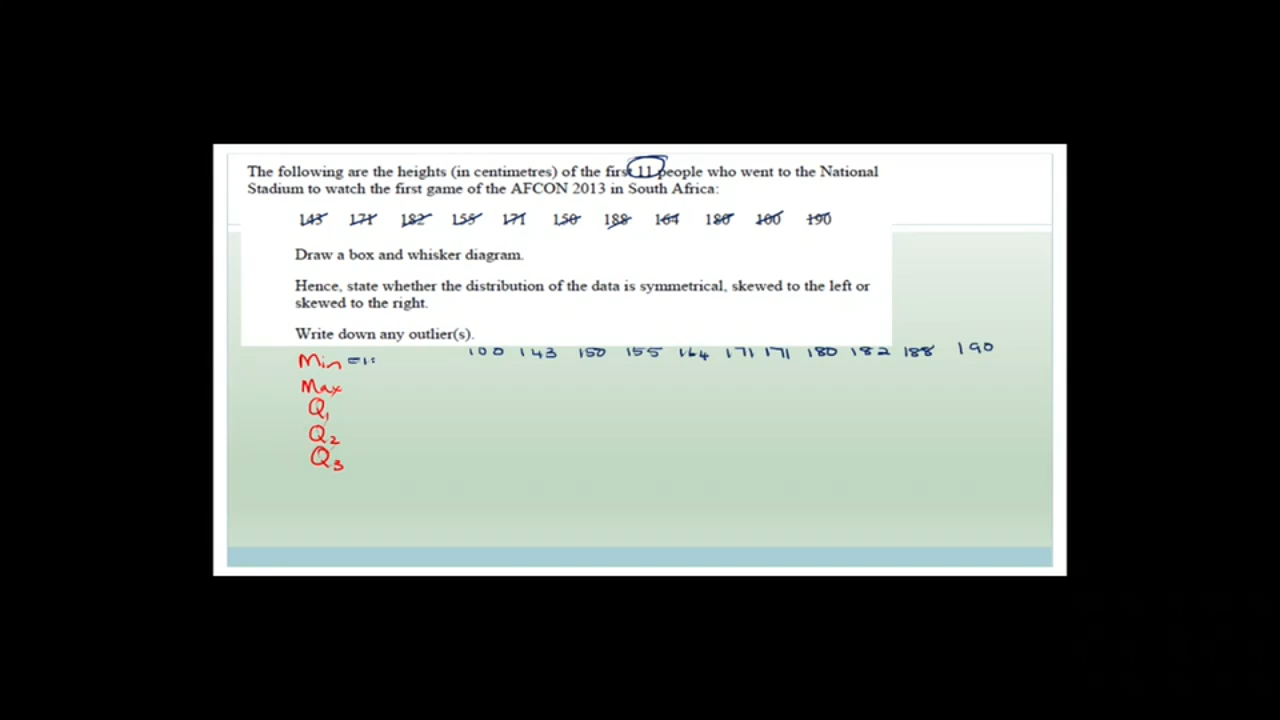 The following are the heights (in centimetres) of the first 11 people who went to the National
Stadium to watch the first game of the AFCON 2013 in South Africa:
143 171 182 155 171 150 188 164 180 100 190
Draw a box and whisker diagram.
Hence, state whether the distribution of the data is symmetrical, skewed to the left or
skewed to the right.
Write down any outlier(s).
100 143 150 155 164 171 171 180 182 188 190
Min =
Max
Q1
Q2
Q3